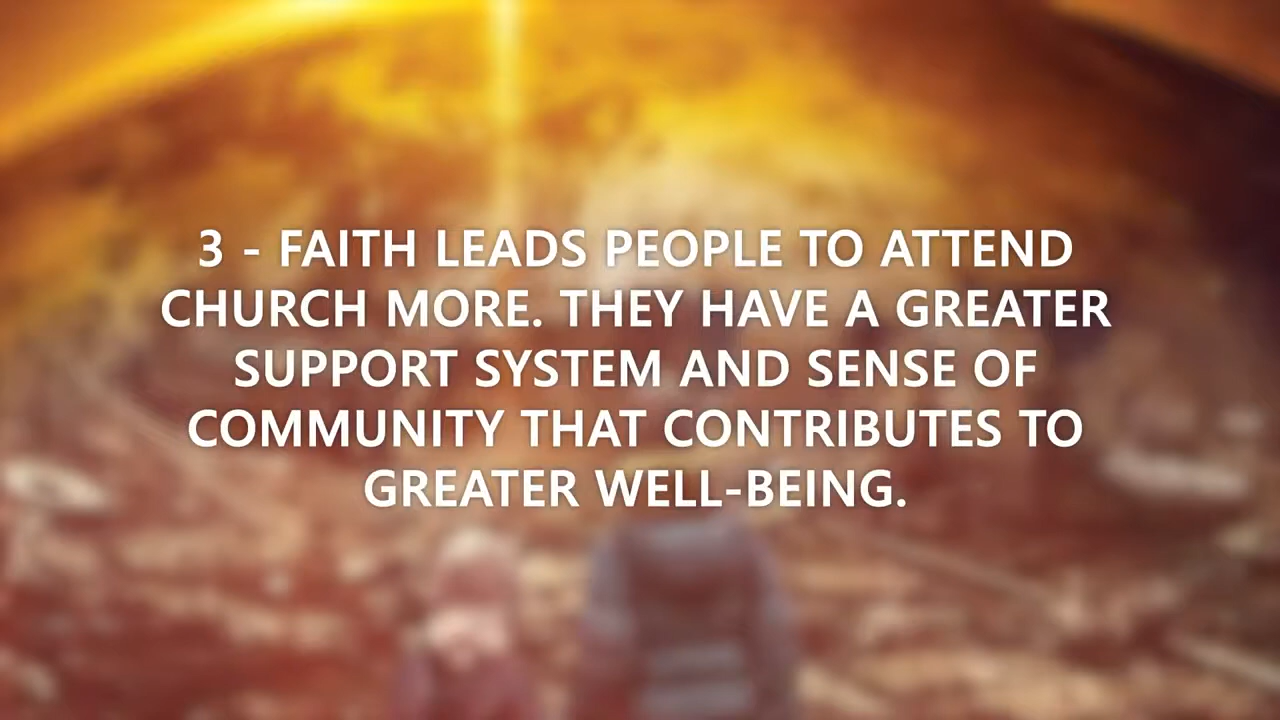 3 - FAITH LEADS PEOPLE TO ATTEND
CHURCH MORE. THEY HAVE A GREATER
SUPPORT SYSTEM AND SENSE OF
COMMUNITY THAT CONTRIBUTES TO
GREATER WELL-BEING.